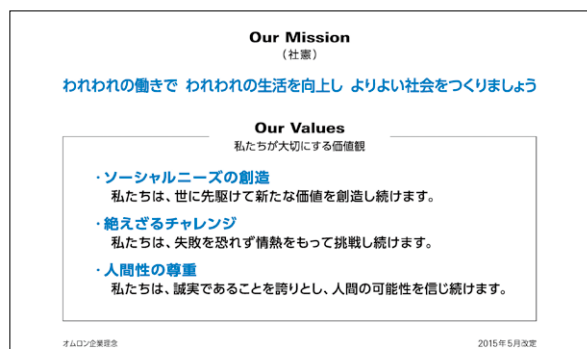 Our Mission
（社憲）
われわれの働きで われわれの生活を向上し よりよい社会をつくりましょう
Our Values
私たちが大切にする価値観
・ソーシャルニーズの創造
私たちは、世に先駆けて新たな価値を創造し続けます。
・絶えざるチャレンジ
私たちは、失敗を恐れず情熱をもって挑戦し続けます。
・人間性の尊重
私たちは、誠実であることを誇りとし、人間の可能性を信じ続けます。
オムロン企業理念
2015年5月改定